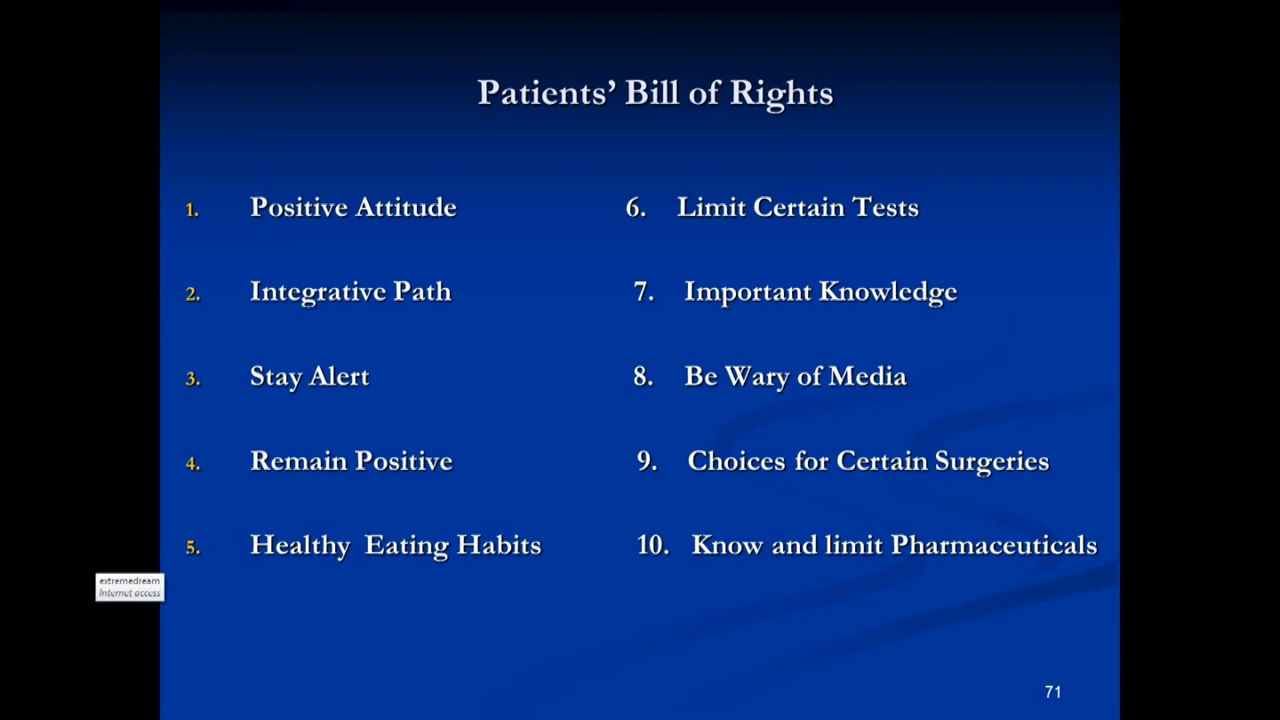 Patients’ Bill of Rights
1. Positive Attitude
2. Integrative Path
3. Stay Alert
4. Remain Positive
5. Healthy Eating Habits
6. Limit Certain Tests
7. Important Knowledge
8. Be Wary of Media
9. Choices for Certain Surgeries
10. Know and limit Pharmaceuticals
extremedream
Internet access
71